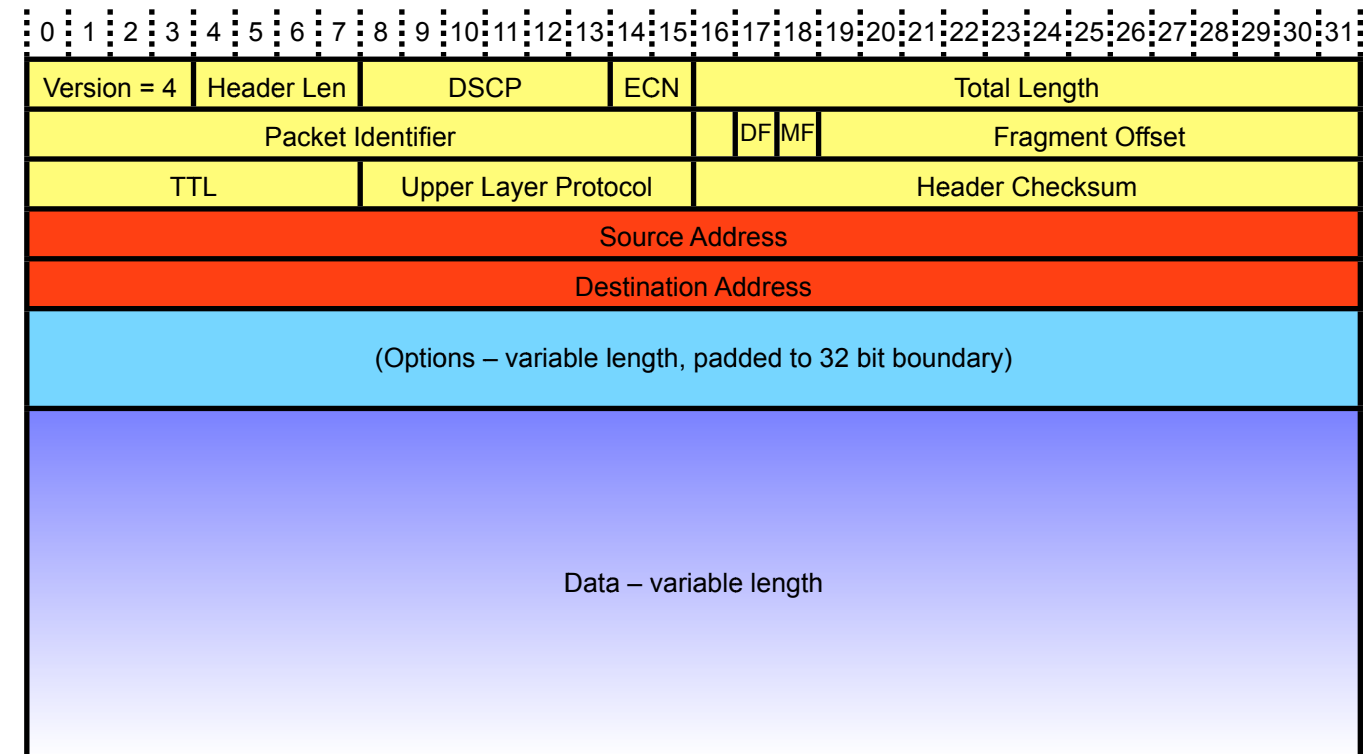 0 1 2 3 4 5 6 7 8 9 10 11 12 13 14 15 16 17 18 19 20 21 22 23 24 25 26 27 28 29 30 31
Version = 4 Header Len DSCP ECN Total Length
Packet Identifier DF MF Fragment Offset
TTL Upper Layer Protocol Header Checksum
Source Address
Destination Address
(Options – variable length, padded to 32 bit boundary)
Data – variable length